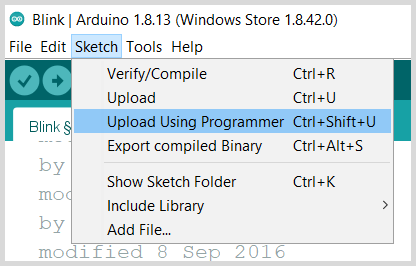 Blink | Arduino 1.8.13 (Windows Store 1.8.42.0)
File Edit Sketch Tools Help
Verify/Compile Ctrl+R
Upload Ctrl+U
Blink §
Upload Using Programmer Ctrl+Shift+U
Export compiled Binary Ctrl+Alt+S
by
Show Sketch Folder Ctrl+K
mod
Include Library
by
Add File...
modified 8 Sep 2016